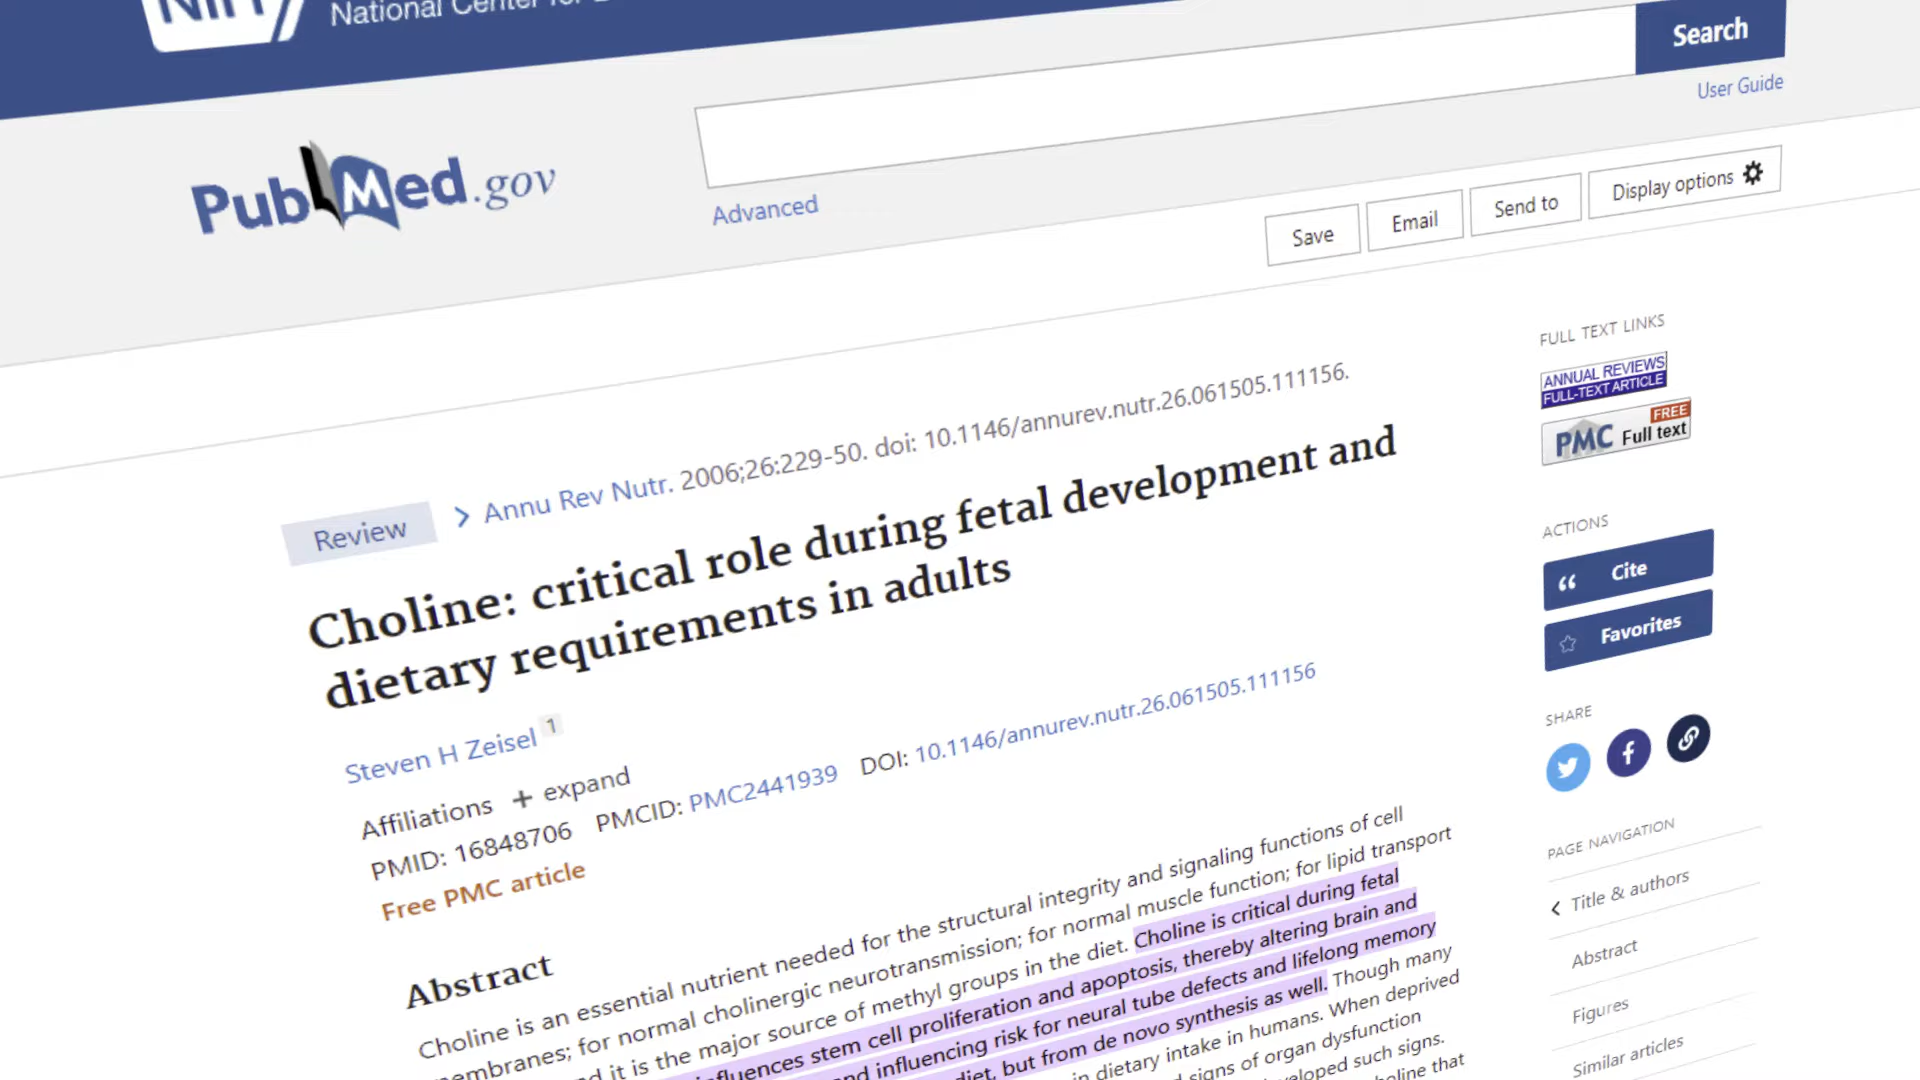 NIH
National Center for
Search
User Guide
PubMed.gov
Advanced
Save
Email
Send to
Display options
FULL TEXT LINKS
ANNUAL REVIEWS
FULL-TEXT ARTICLE
FREE
PMC Full text
Review
Annu Rev Nutr. 2006;26:229-50. doi: 10.1146/annurev.nutr.26.061505.111156.
Choline: critical role during fetal development and
dietary requirements in adults
Steven H Zeisel 1
Affiliations + expand
PMID: 16848706 PMCID: PMC2441939 DOI: 10.1146/annurev.nutr.26.061505.111156
Free PMC article
Abstract
Choline is an essential nutrient needed for the structural integrity and signaling functions of cell
membranes; for normal cholinergic neurotransmission; for normal muscle function; for lipid transport
it is the major source of methyl groups in the diet. Choline is critical during fetal
influences stem cell proliferation and apoptosis, thereby altering brain and
and influencing risk for neural tube defects and lifelong memory
diet, but from de novo synthesis as well. Though many
in dietary intake in humans. When deprived
signs of organ dysfunction
developed such signs.
choline that
ACTIONS
Cite
Favorites
SHARE
PAGE NAVIGATION
Title & authors
Abstract
Figures
Similar articles